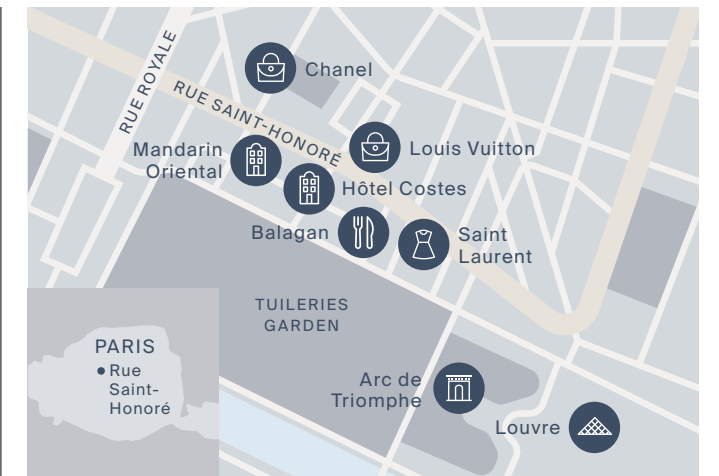 RUE ROYALE
Chanel
RUE SAINT-HONORÉ
Mandarin
Oriental
Louis Vuitton
Hôtel Costes
Balagan
Saint
Laurent
TUILERIES
GARDEN
PARIS
Rue
Saint-
Honoré
Arc de
Triomphe
Louvre